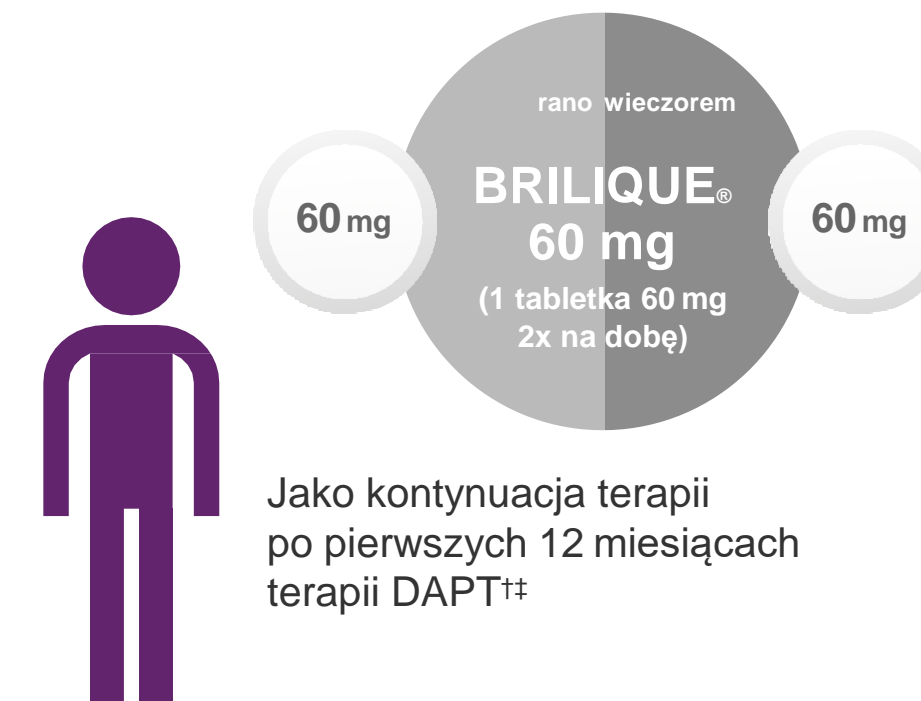 rano wieczorem
60 mg
BRILIQUE®
60 mg
(1 tabletka 60 mg
2x na dobę)
60 mg
Jako kontynuacja terapii
po pierwszych 12 miesiącach
terapii DAPT†‡